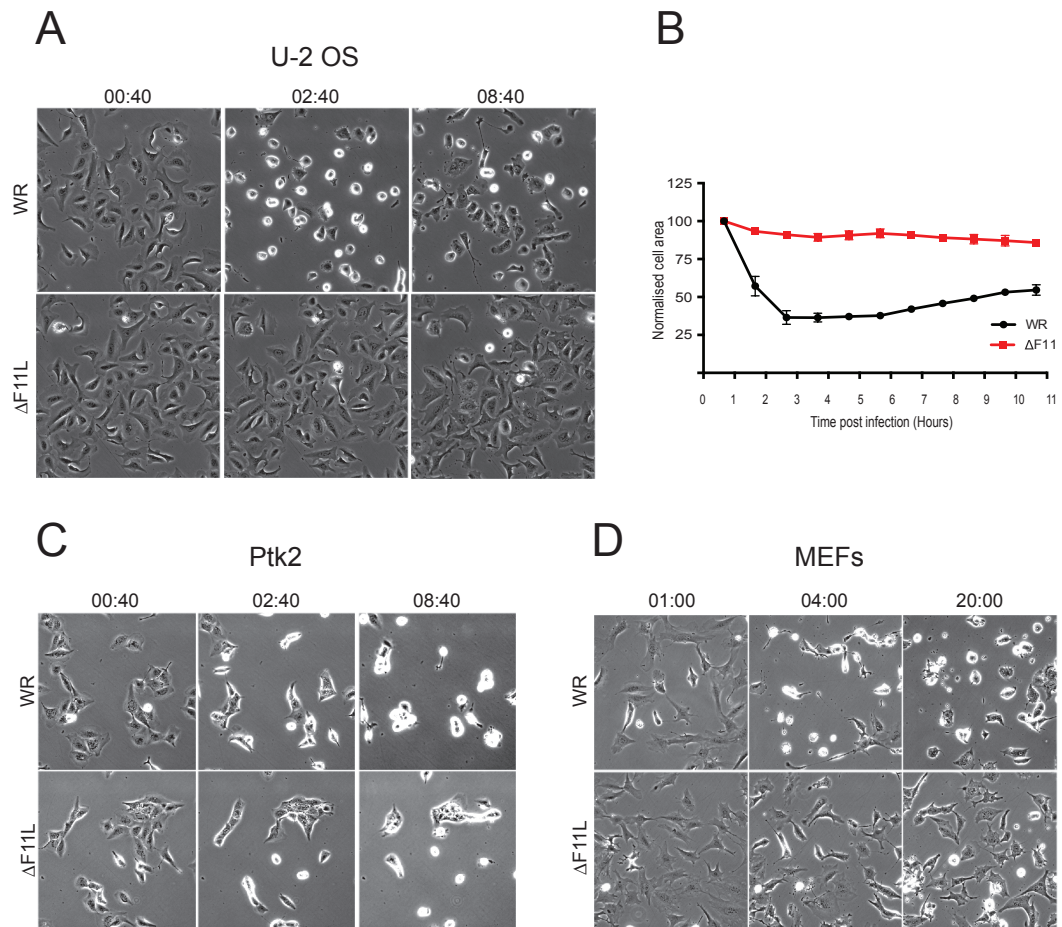 A
U-2 OS
00:40 02:40 08:40
WR
ΔF11L
B
125
100
75
50
25
Normalised cell area
WR
ΔF11
0 1 2 3 4 5 6 7 8 9 10 11
Time post infection (Hours)
C
Ptk2
00:40 02:40 08:40
WR
ΔF11L
D
MEFs
01:00 04:00 20:00
WR
ΔF11L